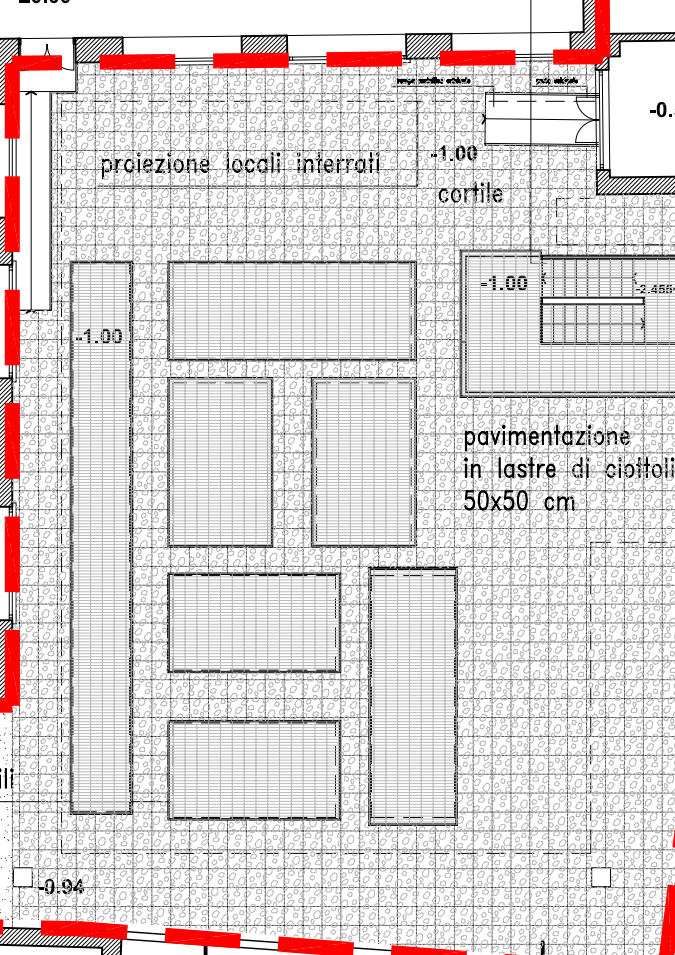 proiezione locali interrati
-1.00
cortile
-1.00
-1.00
pavimentazione
in lastre di ciottoli
50x50 cm
-0.94